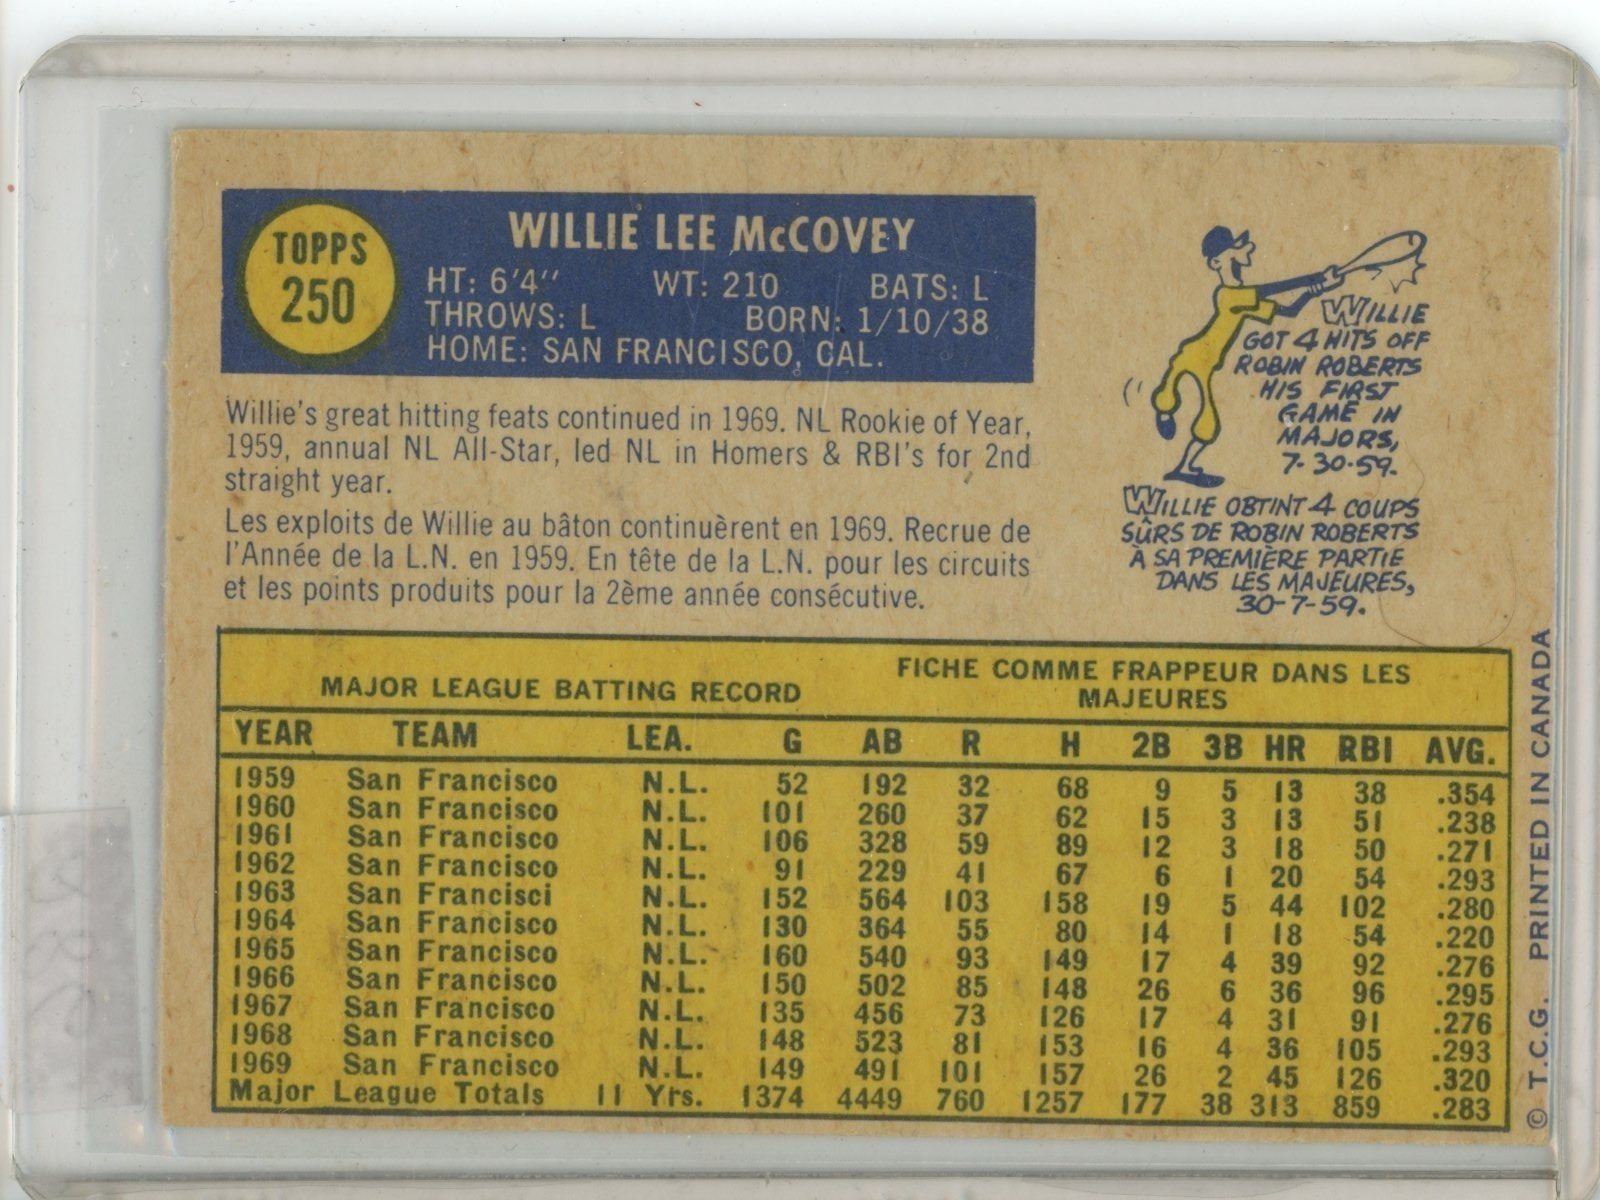 TOPPS
250
WILLIE LEE McCOVEY
HT: 6'4" WT: 210 BATS: L
THROWS: L BORN: 1/10/38
HOME: SAN FRANCISCO, CAL.
Willie's great hitting feats continued in 1969. NL Rookie of Year,
1959, annual NL All-Star, led NL in Homers & RBI's for 2nd
straight year.
Les exploits de Willie au bâton continuèrent en 1969. Recrue de
l'Année de la L.N. en 1959. En tête de la L.N. pour les circuits
et les points produits pour la 2ème année consécutive.
WILLIE
GOT 4 HITS OFF
ROBIN ROBERTS
HIS FIRST
GAME IN
MAJORS,
7-30-59.
WILLIE OBTINT 4 COUPS
SÛRS DE ROBIN ROBERTS
À SA PREMIÈRE PARTIE
DANS LES MAJEURES,
30-7-59.
MAJOR LEAGUE BATTING RECORD
FICHE COMME FRAPPEUR DANS LES
MAJEURES
YEAR TEAM LEA. G AB R H 2B 3B HR RBI AVG.
1959 San Francisco N.L. 52 192 32 68 9 5 13 38 .354
1960 San Francisco N.L. 101 260 37 62 15 3 13 51 .238
1961 San Francisco N.L. 106 328 59 89 12 3 18 50 .271
1962 San Francisco N.L. 91 229 41 67 6 1 20 54 .293
1963 San Francisci N.L. 152 564 103 158 19 5 44 102 .280
1964 San Francisco N.L. 130 364 55 80 14 1 18 54 .220
1965 San Francisco N.L. 160 540 93 149 17 4 39 92 .276
1966 San Francisco N.L. 150 502 85 148 26 6 36 96 .295
1967 San Francisco N.L. 135 456 73 126 17 4 31 91 .276
1968 San Francisco N.L. 148 523 81 153 16 4 36 105 .293
1969 San Francisco N.L. 149 491 101 157 26 2 45 126 .320
Major League Totals 11 Yrs. 1374 4449 760 1257 177 38 313 859 .283
© T.C.G. PRINTED IN CANADA